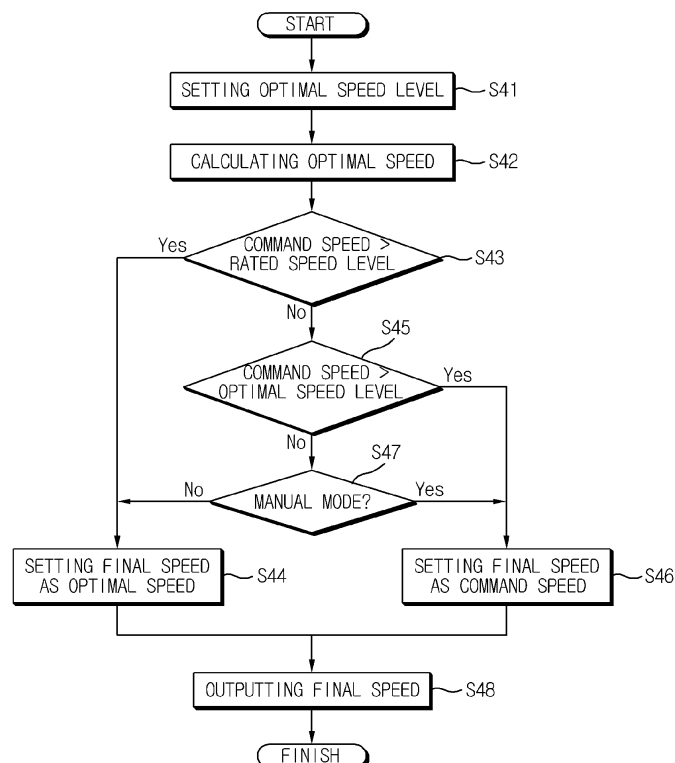 START
SETTING OPTIMAL SPEED LEVEL
S41
CALCULATING OPTIMAL SPEED
S42
Yes
COMMAND SPEED >
RATED SPEED LEVEL
S43
No
S45
COMMAND SPEED >
OPTIMAL SPEED LEVEL
Yes
No
S47
No
MANUAL MODE?
Yes
SETTING FINAL SPEED
AS OPTIMAL SPEED
S44
SETTING FINAL SPEED
AS COMMAND SPEED
S46
OUTPUTTING FINAL SPEED
S48
FINISH